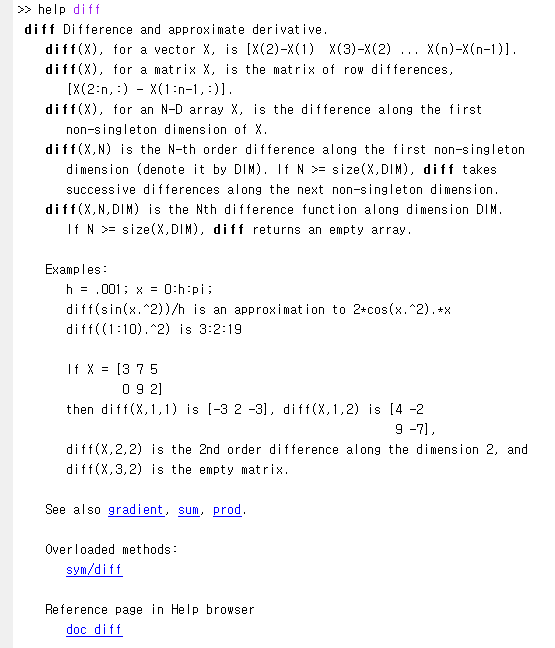 >> help diff
diff Difference and approximate derivative.
diff(X), for a vector X, is [X(2)-X(1)  X(3)-X(2) ... X(n)-X(n-1)].
diff(X), for a matrix X, is the matrix of row differences,
[X(2:n,:) - X(1:n-1,:)].
diff(X), for an N-D array X, is the difference along the first
non-singleton dimension of X.
diff(X,N) is the N-th order difference along the first non-singleton
dimension (denote it by DIM). If N >= size(X,DIM), diff takes
successive differences along the next non-singleton dimension.
diff(X,N,DIM) is the Nth difference function along dimension DIM.
If N >= size(X,DIM), diff returns an empty array.
Examples:
h = .001; x = 0:h:pi;
diff(sin(x.^2))/h is an approximation to 2*cos(x.^2).*x
diff((1:10).^2) is 3:2:19
If X = [3 7 5
0 9 2]
then diff(X,1,1) is [-3 2 -3], diff(X,1,2) is [4 -2
9 -7],
diff(X,2,2) is the 2nd order difference along the dimension 2, and
diff(X,3,2) is the empty matrix.
See also gradient, sum, prod.
Overloaded methods:
sym/diff
Reference page in Help browser
doc diff